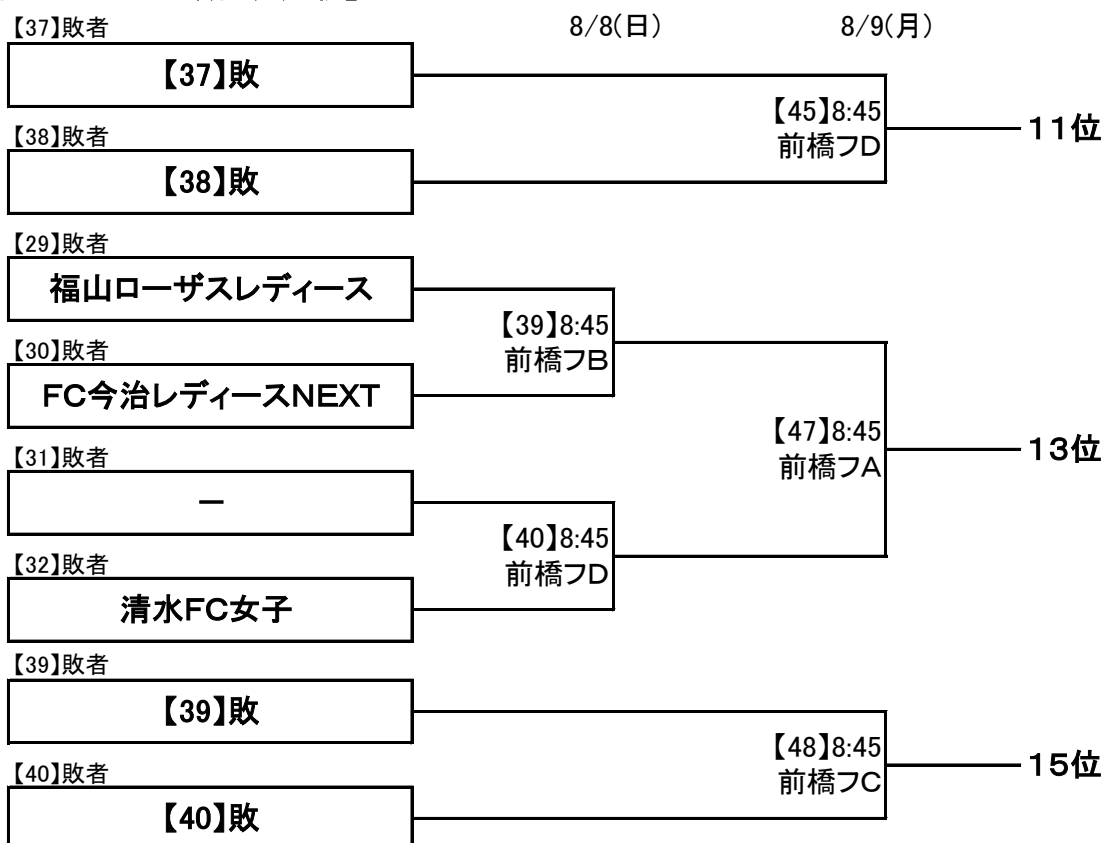 【37】敗者
8/8(日)
8/9(月)
【37】敗
【45】8:45
前橋フD
11位
【38】敗者
【38】敗
【29】敗者
福山ローザスレディース
【39】8:45
前橋フB
【30】敗者
FC今治レディースNEXT
【47】8:45
前橋フA
13位
【31】敗者
ー
【40】8:45
前橋フD
【32】敗者
清水FC女子
【39】敗者
【39】敗
【48】8:45
前橋フC
15位
【40】敗者
【40】敗